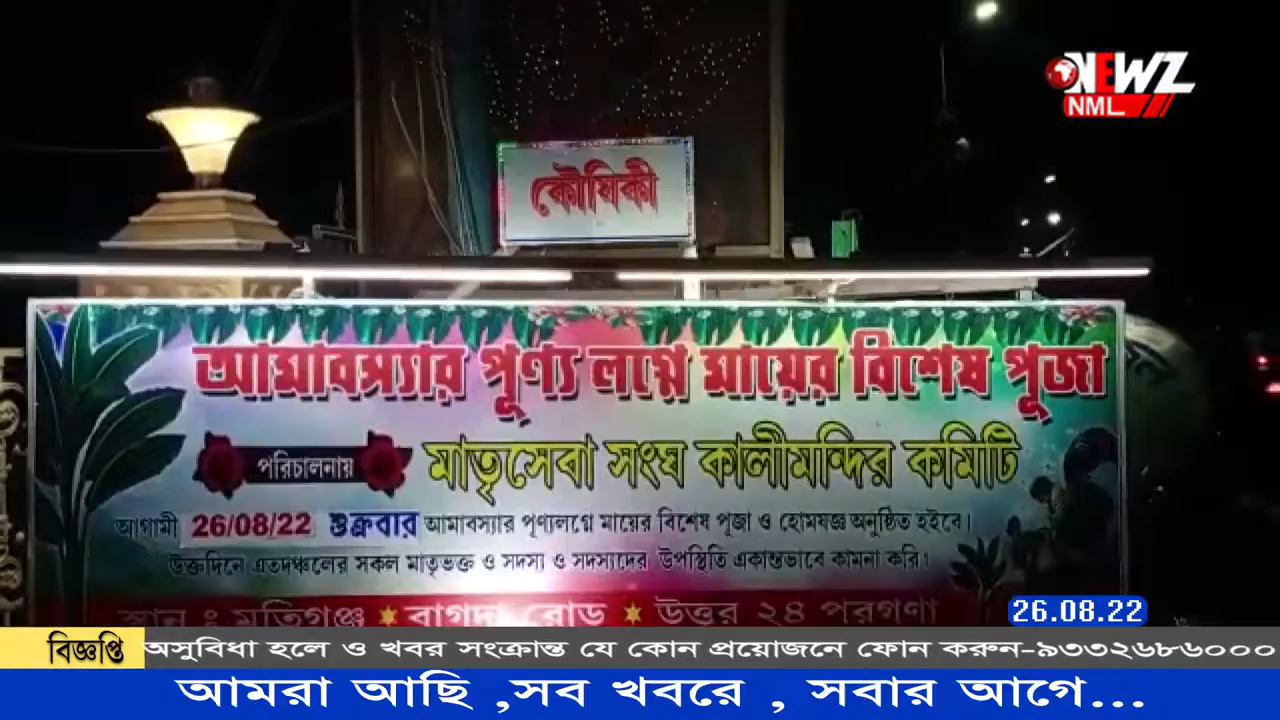 NEWZ
NML
কৌষিকী
আমাবস্যার পূণ্য লগ্নে মায়ের বিশেষ পূজা
পরিচালনায় মাতৃসেবা সংঘ কালীমন্দির কমিটি
আগামী 26/08/22 শুক্রবার আমাবস্যার পূণ্যলগ্নে মায়ের বিশেষ পূজা ও হোমযজ্ঞ অনুষ্ঠিত হইবে।
উক্তদিনে এতদঞ্চলের সকল মাতৃভক্ত ও সদস্য ও সদস্যাদের উপস্থিতি একান্তভাবে কামনা করি।
স্থান ঃ মতিগঞ্জ ★ বাগদা রোড ★ উত্তর ২৪ পরগণা
26.08.22
বিজ্ঞপ্তি অসুবিধা হলে ও খবর সংক্রান্ত যে কোন প্রয়োজনে ফোন করুন-৯৩৩২৬৮৬০০০
আমরা আছি ,সব খবরে , সবার আগে...